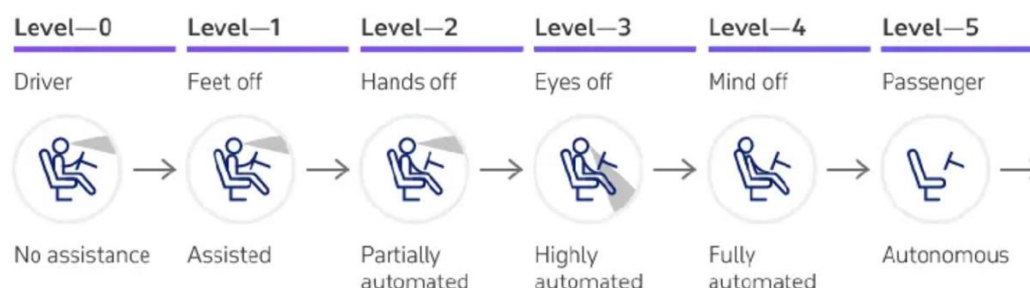 Level—0
Level—1
Level—2
Level—3
Level—4
Level—5
Driver
Feet off
Hands off
Eyes off
Mind off
Passenger
No assistance
Assisted
Partially
automated
Highly
automated
Fully
automated
Autonomous